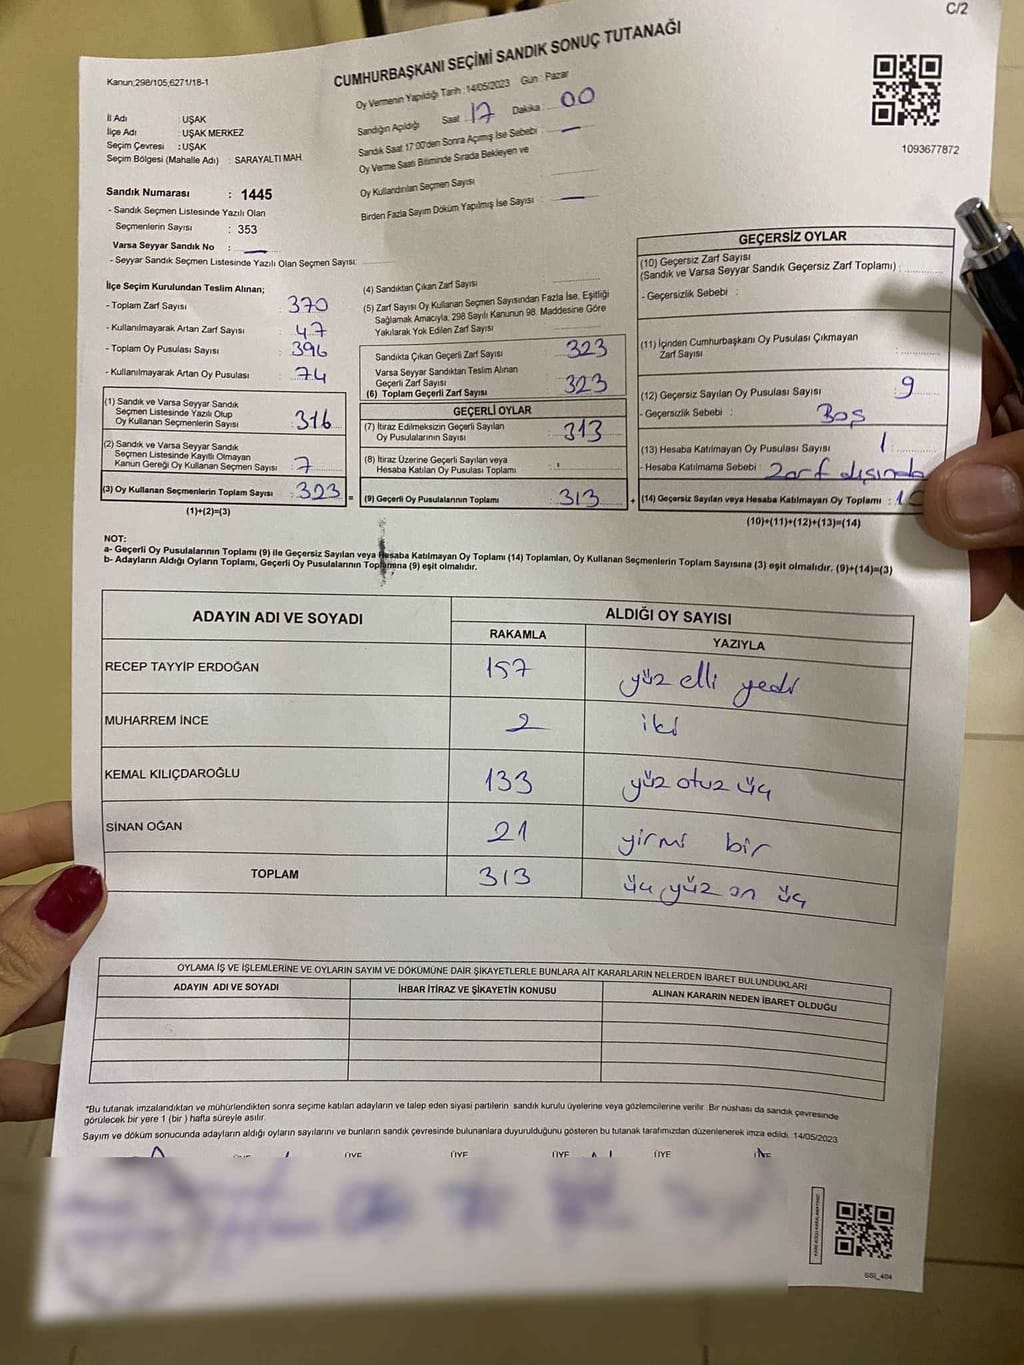 C/2
Kanun;298/105,6271/18-1
CUMHURBAŞKANI SEÇİMİ SANDIK SONUÇ TUTANAĞI
Oy Vermenin Yapıldığı Tarih : 14/05/2023 Gün : Pazar
Sandığın Açıldığı Saat 17 Dakika 00
Sandık Saat 17:00'den Sonra Açımış İse Sebebi : —
Oy Verme Saati Bitiminde Sırada Bekleyen ve
Oy Kullandırılan Seçmen Sayısı
Birden Fazla Sayım Döküm Yapılmış İse Sayısı : —
1093677872
İl Adı : UŞAK
İlçe Adı : UŞAK MERKEZ
Seçim Çevresi : UŞAK
Seçim Bölgesi (Mahalle Adı) : SARAYALTI MAH.
Sandık Numarası : 1445
- Sandık Seçmen Listesinde Yazılı Olan
Seçmenlerin Sayısı : 353
Varsa Seyyar Sandık No : —
- Seyyar Sandık Seçmen Listesinde Yazılı Olan Seçmen Sayısı:
İlçe Seçim Kurulundan Teslim Alınan;
- Toplam Zarf Sayısı : 370
- Kullanılmayarak Artan Zarf Sayısı : 47
- Toplam Oy Pusulası Sayısı : 396
- Kullanılmayarak Artan Oy Pusulası : 74
(1) Sandık ve Varsa Seyyar Sandık
Seçmen Listesinde Yazılı Olup
Oy Kullanan Seçmenlerin Sayısı : 316
(2) Sandık ve Varsa Seyyar Sandık
Seçmen Listesinde Kayıtlı Olmayan
Kanun Gereği Oy Kullanan Seçmen Sayısı : 7
(3) Oy Kullanan Seçmenlerin Toplam Sayısı : 323 =
(1)+(2)=(3)
(4) Sandıktan Çıkan Zarf Sayısı :
(5) Zarf Sayısı Oy Kullanan Seçmen Sayısından Fazla İse, Eşitliği
Sağlamak Amacıyla, 298 Sayılı Kanunun 98. Maddesine Göre
Yakılarak Yok Edilen Zarf Sayısı
Sandıkta Çıkan Geçerli Zarf Sayısı : 323
Varsa Seyyar Sandıktan Teslim Alınan
Geçerli Zarf Sayısı
(6) Toplam Geçerli Zarf Sayısı : 323
GEÇERLİ OYLAR
(7) İtiraz Edilmeksizin Geçerli Sayılan
Oy Pusulalarının Sayısı : 313
(8) İtiraz Üzerine Geçerli Sayılan veya
Hesaba Katılan Oy Pusulası Toplamı :
(9) Geçerli Oy Pusulalarının Toplamı : 313 +
GEÇERSİZ OYLAR
(10) Geçersiz Zarf Sayısı
(Sandık ve Varsa Seyyar Sandık Geçersiz Zarf Toplamı) :
- Geçersizlik Sebebi :
(11) İçinden Cumhurbaşkanı Oy Pusulası Çıkmayan
Zarf Sayısı :
(12) Geçersiz Sayılan Oy Pusulası Sayısı : 9
- Geçersizlik Sebebi : Boş
(13) Hesaba Katılmayan Oy Pusulası Sayısı : 1
- Hesaba Katılmama Sebebi : Zarf dışında
(14) Geçersiz Sayılan veya Hesaba Katılmayan Oy Toplamı :
(10)+(11)+(12)+(13)=(14)
NOT:
a- Geçerli Oy Pusulalarının Toplamı (9) ile Geçersiz Sayılan veya Hesaba Katılmayan Oy Toplamı (14) Toplamları, Oy Kullanan Seçmenlerin Toplam Sayısına (3) eşit olmalıdır. (9)+(14)=(3)
b- Adayların Aldığı Oyların Toplamı, Geçerli Oy Pusulalarının Toplamına (9) eşit olmalıdır.
ADAYIN ADI VE SOYADI
ALDIĞI OY SAYISI
RAKAMLA YAZIYLA
RECEP TAYYİP ERDOĞAN 157 yüz elli yedi
MUHARREM İNCE 2 iki
KEMAL KILIÇDAROĞLU 133 yüz otuz üç
SİNAN OĞAN 21 yirmi bir
TOPLAM 313 üç yüz on üç
OYLAMA İŞ VE İŞLEMLERİNE VE OYLARIN SAYIM VE DÖKÜMÜNE DAİR ŞİKAYETLERLE BUNLARA AİT KARARLARIN NELERDEN İBARET BULUNDUKLARI
ADAYIN ADI VE SOYADI İHBAR İTİRAZ VE ŞİKAYETİN KONUSU ALINAN KARARIN NEDEN İBARET OLDUĞU
*Bu tutanak imzalandıktan ve mühürlendikten sonra seçime katılan adayların ve talep eden siyasi partilerin sandık kurulu üyelerine veya gözlemcilerine verilir. Bir nüshası da sandık çevresinde
görülecek bir yere 1 (bir ) hafta süreyle asılır.
Sayım ve döküm sonucunda adayların aldığı oyların sayılarını ve bunların sandık çevresinde bulunanlara duyurulduğunu gösteren bu tutanak tarafımızdan düzenlenerek imza edildi. 14/05/2023
ÜYE ÜYE ÜYE ÜYE